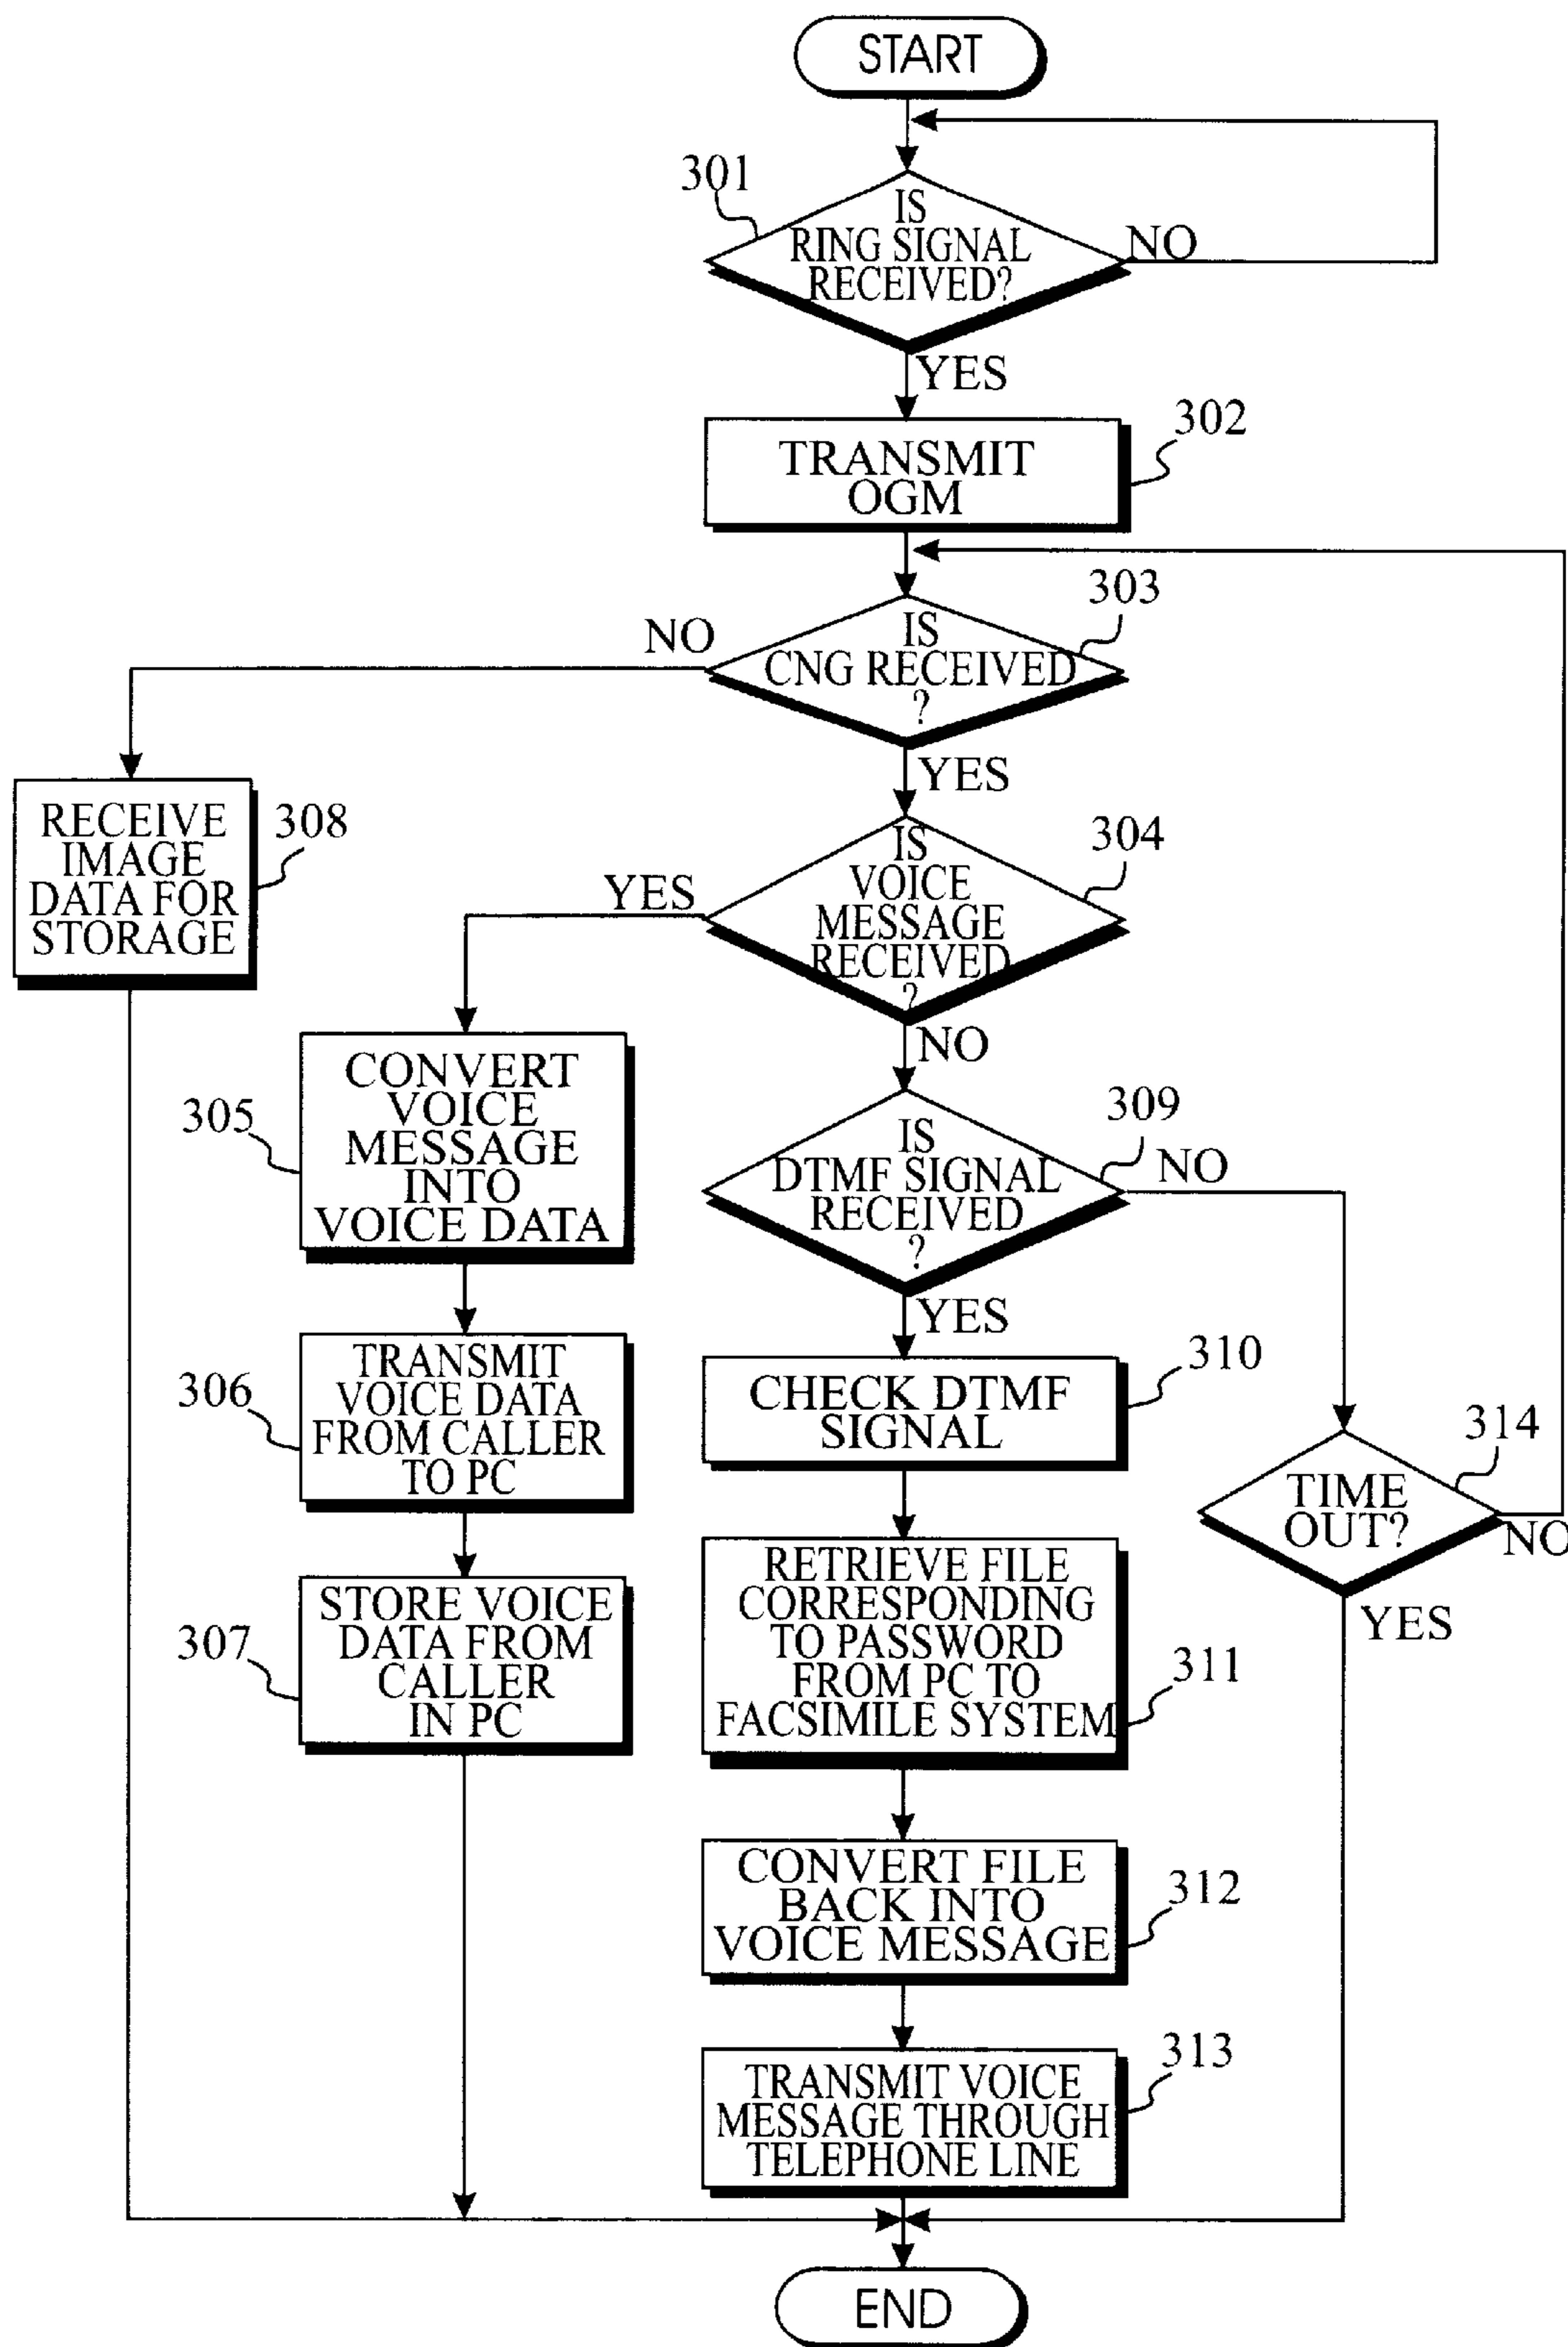 START
301
IS
RING SIGNAL
RECEIVED?
NO
YES
302
TRANSMIT
OGM
303
IS
CNG RECEIVED
?
NO
YES
RECEIVE
IMAGE
DATA FOR
STORAGE
308
304
IS
VOICE
MESSAGE
RECEIVED
?
YES
NO
305
CONVERT
VOICE
MESSAGE
INTO
VOICE DATA
309
IS
DTMF SIGNAL
RECEIVED
?
NO
YES
306
TRANSMIT
VOICE DATA
FROM CALLER
TO PC
310
CHECK DTMF
SIGNAL
314
TIME
OUT?
NO
YES
307
STORE VOICE
DATA FROM
CALLER
IN PC
RETRIEVE FILE
CORRESPONDING
TO PASSWORD
FROM PC TO
FACSIMILE SYSTEM
311
CONVERT FILE
BACK INTO
VOICE MESSAGE
312
TRANSMIT VOICE
MESSAGE THROUGH
TELEPHONE LINE
313
END